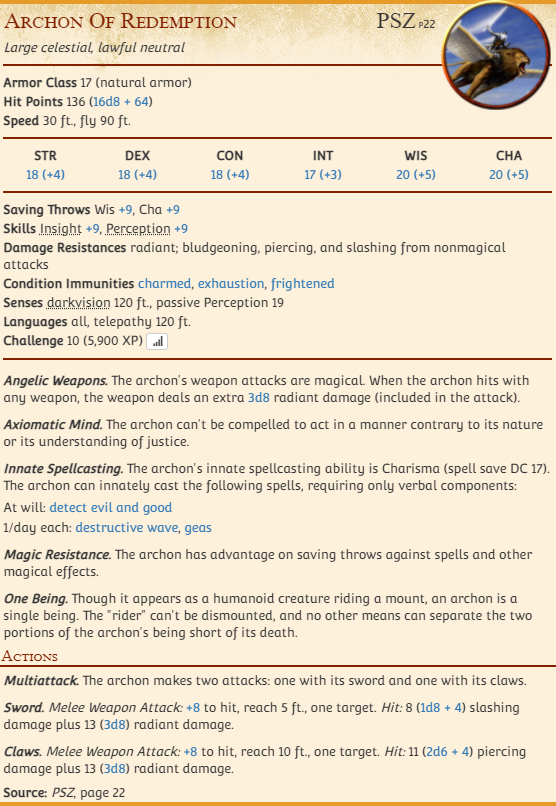 Archon Of Redemption PSZ p22
Large celestial, lawful neutral
Armor Class 17 (natural armor)
Hit Points 136 (16d8 + 64)
Speed 30 ft., fly 90 ft.
STR DEX CON INT WIS CHA
18 (+4) 18 (+4) 18 (+4) 17 (+3) 20 (+5) 20 (+5)
Saving Throws Wis +9, Cha +9
Skills Insight +9, Perception +9
Damage Resistances radiant; bludgeoning, piercing, and slashing from nonmagical
attacks
Condition Immunities charmed, exhaustion, frightened
Senses darkvision 120 ft., passive Perception 19
Languages all, telepathy 120 ft.
Challenge 10 (5,900 XP)
Angelic Weapons. The archon's weapon attacks are magical. When the archon hits with
any weapon, the weapon deals an extra 3d8 radiant damage (included in the attack).
Axiomatic Mind. The archon can't be compelled to act in a manner contrary to its nature
or its understanding of justice.
Innate Spellcasting. The archon's innate spellcasting ability is Charisma (spell save DC 17).
The archon can innately cast the following spells, requiring only verbal components:
At will: detect evil and good
1/day each: destructive wave, geas
Magic Resistance. The archon has advantage on saving throws against spells and other
magical effects.
One Being. Though it appears as a humanoid creature riding a mount, an archon is a
single being. The "rider" can't be dismounted, and no other means can separate the two
portions of the archon's being short of its death.
Actions
Multiattack. The archon makes two attacks: one with its sword and one with its claws.
Sword. Melee Weapon Attack: +8 to hit, reach 5 ft., one target. Hit: 8 (1d8 + 4) slashing
damage plus 13 (3d8) radiant damage.
Claws. Melee Weapon Attack: +8 to hit, reach 10 ft., one target. Hit: 11 (2d6 + 4) piercing
damage plus 13 (3d8) radiant damage.
Source: PSZ, page 22